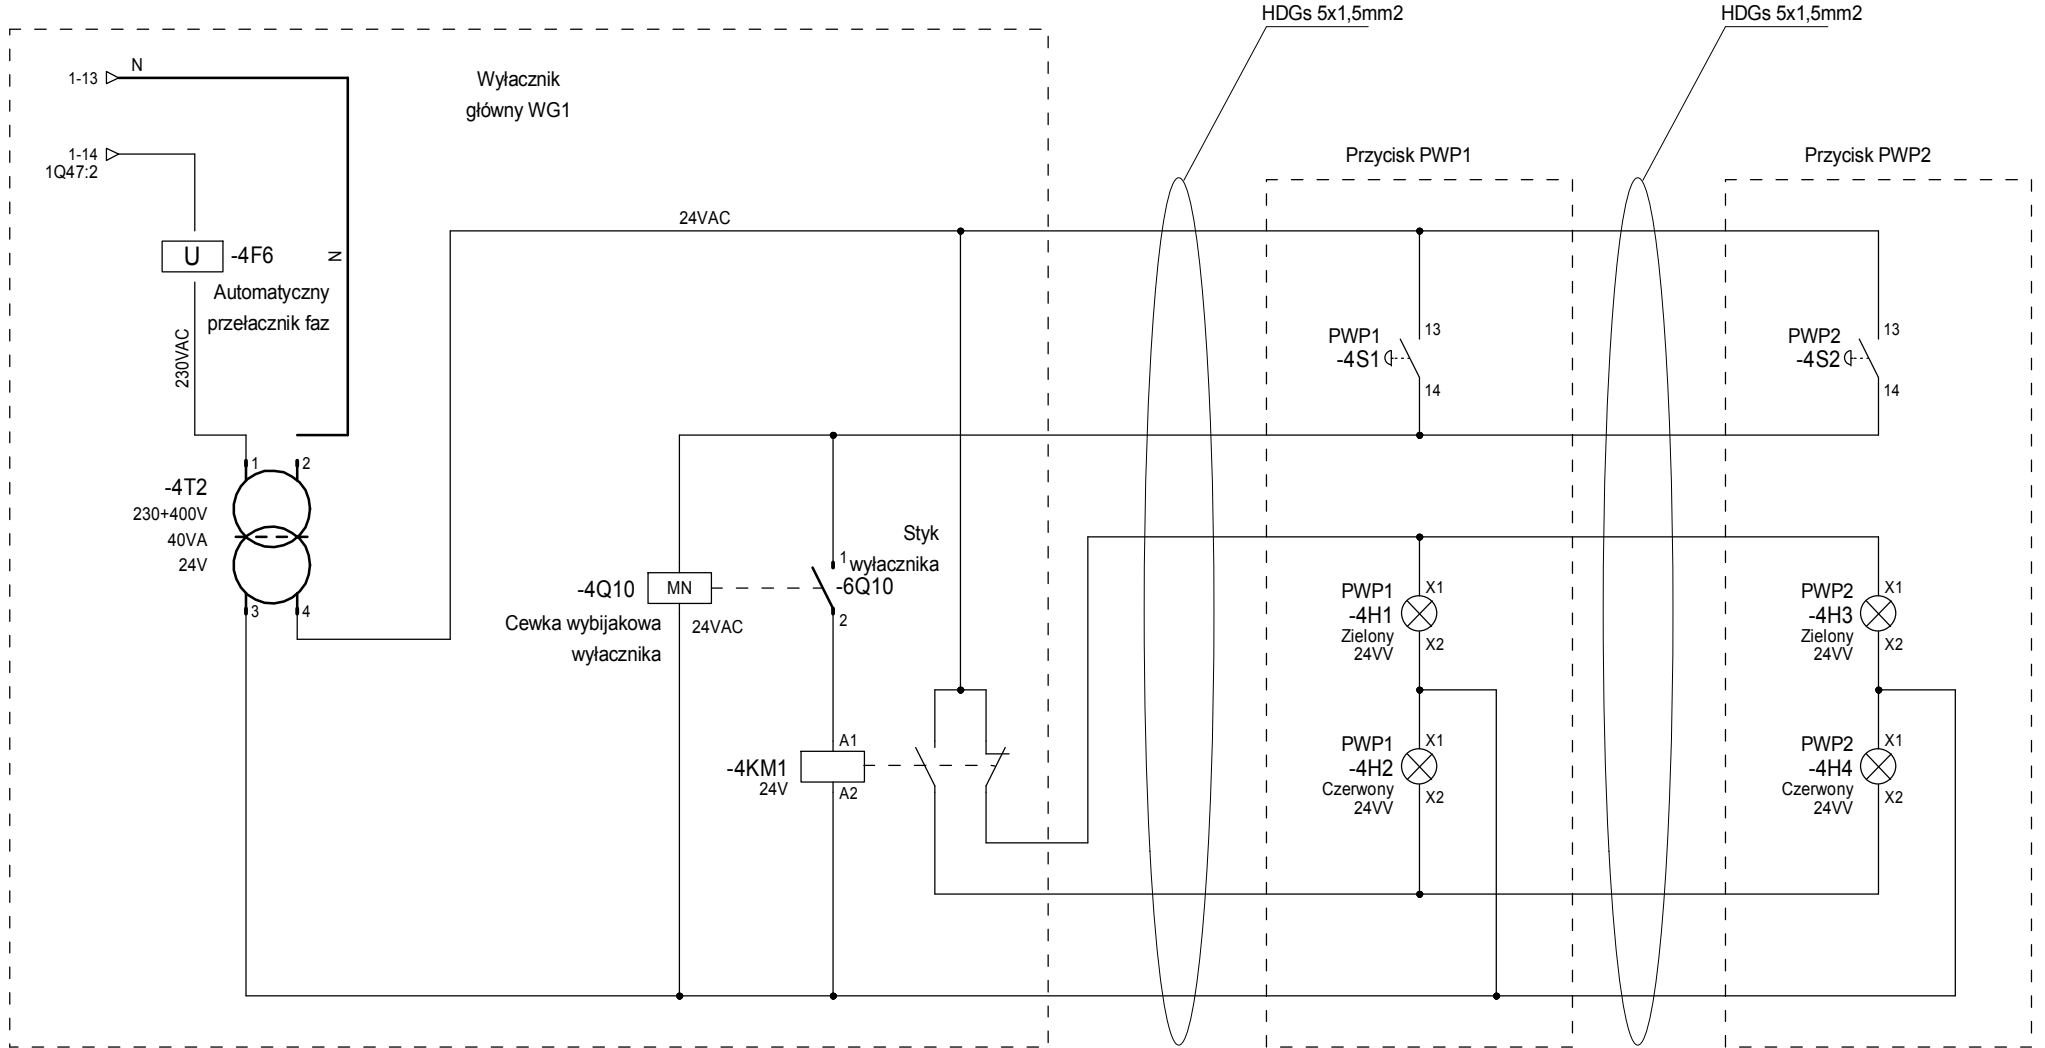 HDGs 5x1,5mm2
HDGs 5x1,5mm2
1-13
N
Wyłacznik
główny WG1
1-14
1Q47:2
Przycisk PWP1
Przycisk PWP2
24VAC
U
-4F6
N
Automatyczny
przełacznik faz
230VAC
PWP1
-4S1
13
14
PWP2
-4S2
13
14
1
2
-4T2
230+400V
40VA
24V
3
4
Styk
wyłacznika
1
-6Q10
2
-4Q10
MN
Cewka wybijakowa
wyłacznika
24VAC
PWP1
-4H1
Zielony
24VV
X1
X2
PWP2
-4H3
Zielony
24VV
X1
X2
A1
-4KM1
24V
A2
PWP1
-4H2
Czerwony
24VV
X1
X2
PWP2
-4H4
Czerwony
24VV
X1
X2